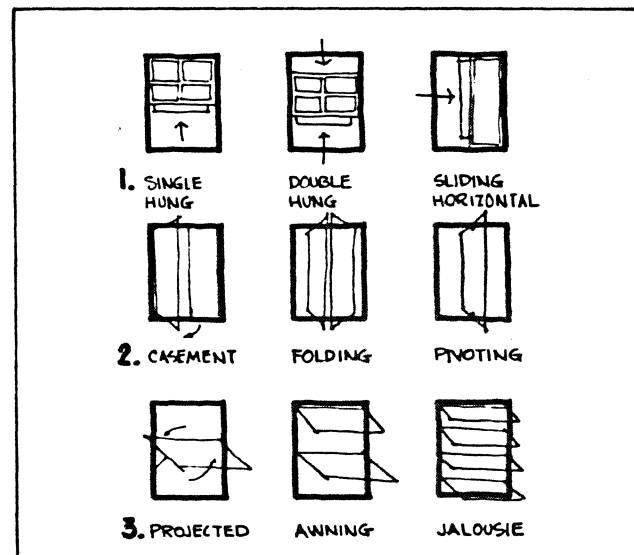 1. SINGLE HUNG
DOUBLE HUNG
SLIDING HORIZONTAL
2. CASEMENT
FOLDING
PIVOTING
3. PROJECTED
AWNING
JALOUSIE